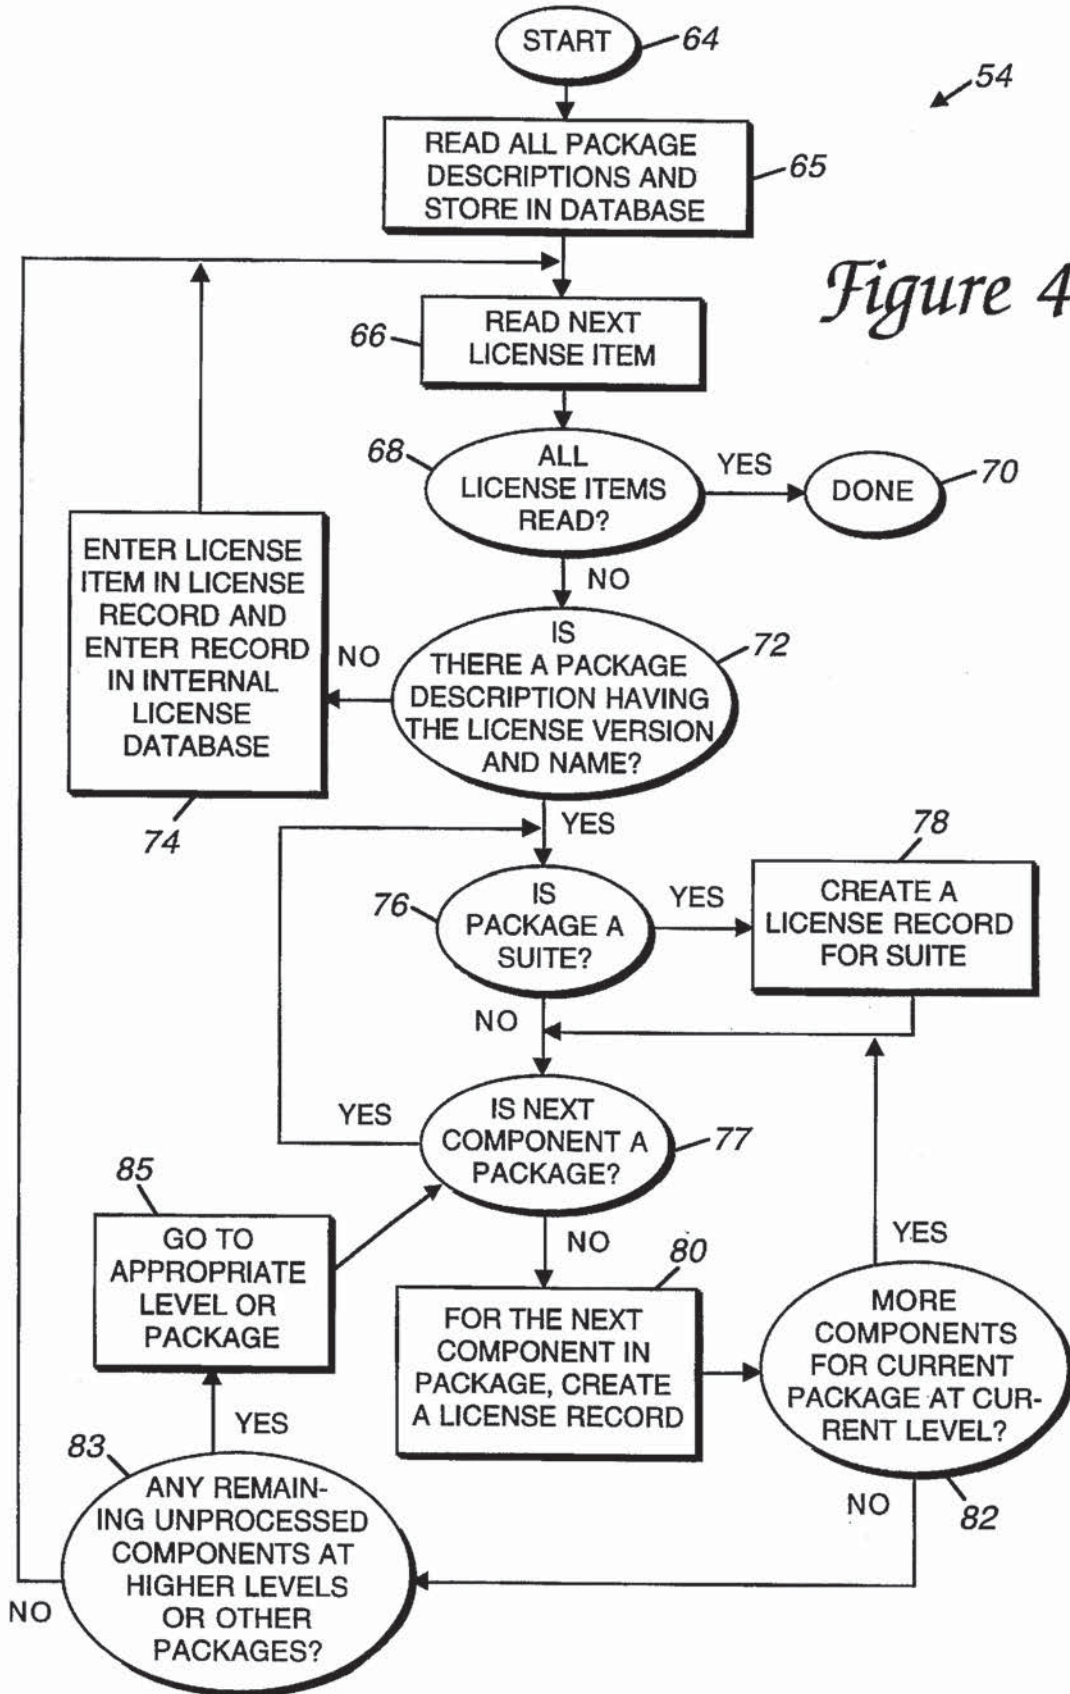 START
64
54
READ ALL PACKAGE
DESCRIPTIONS AND
STORE IN DATABASE
65
Figure 4
66
READ NEXT
LICENSE ITEM
68
ALL
LICENSE ITEMS
READ?
YES
DONE
70
NO
ENTER LICENSE
ITEM IN LICENSE
RECORD AND
ENTER RECORD
IN INTERNAL
LICENSE
DATABASE
74
NO
IS
THERE A PACKAGE
DESCRIPTION HAVING
THE LICENSE VERSION
AND NAME?
72
YES
76
IS
PACKAGE A
SUITE?
YES
78
CREATE A
LICENSE RECORD
FOR SUITE
NO
YES
IS NEXT
COMPONENT A
PACKAGE?
77
85
GO TO
APPROPRIATE
LEVEL OR
PACKAGE
NO
80
FOR THE NEXT
COMPONENT IN
PACKAGE, CREATE
A LICENSE RECORD
YES
MORE
COMPONENTS
FOR CURRENT
PACKAGE AT CUR-
RENT LEVEL?
82
NO
YES
83
ANY REMAIN-
ING UNPROCESSED
COMPONENTS AT
HIGHER LEVELS
OR OTHER
PACKAGES?
NO